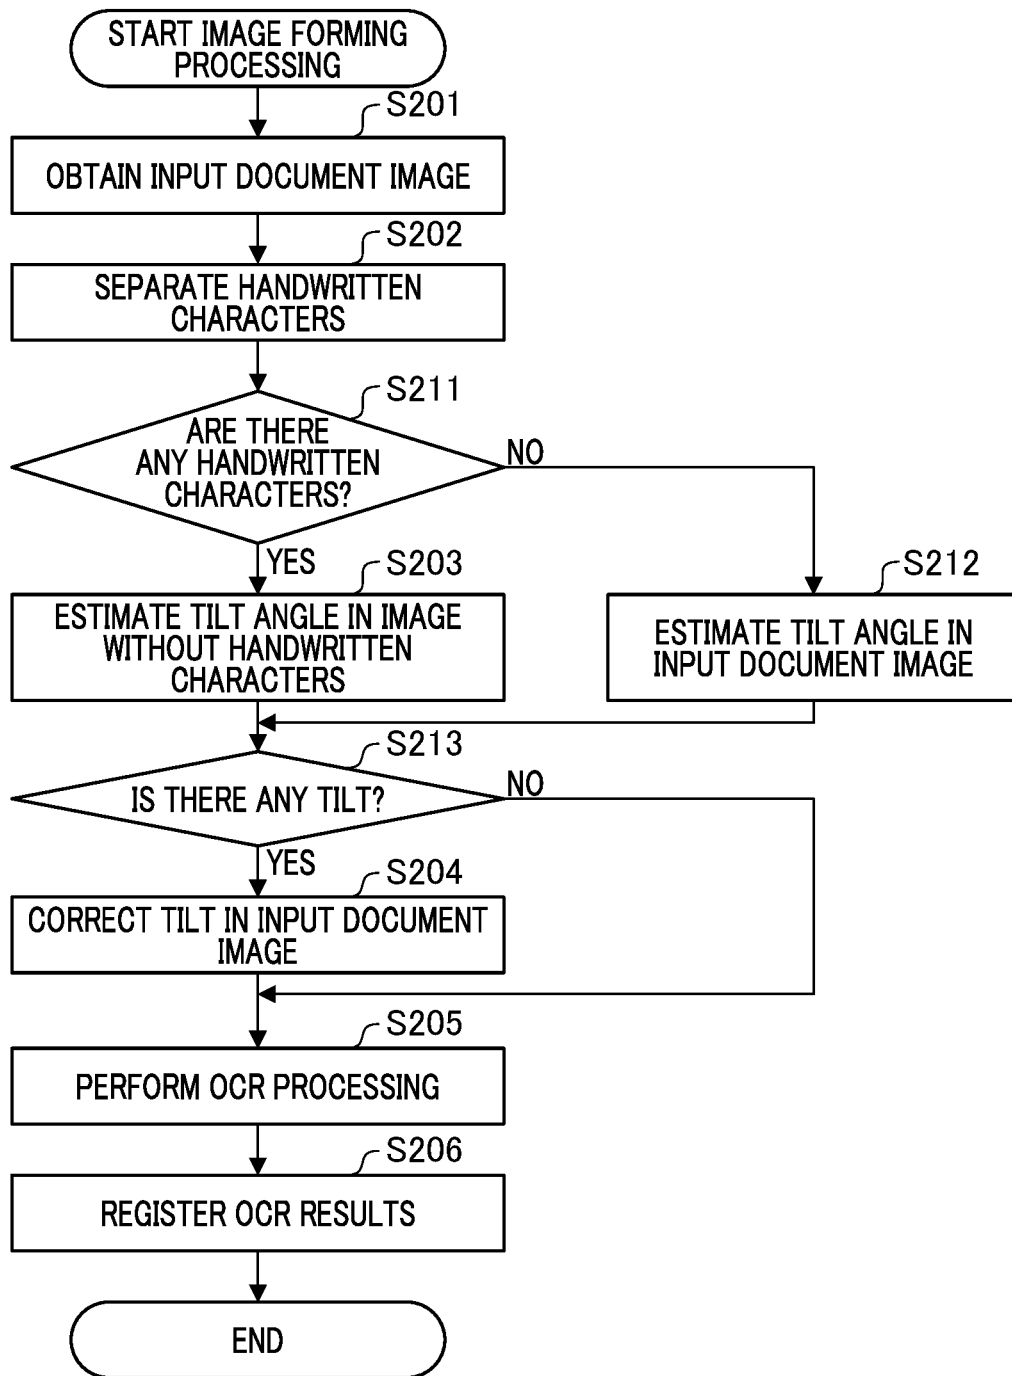 START IMAGE FORMING
PROCESSING
S201
OBTAIN INPUT DOCUMENT IMAGE
S202
SEPARATE HANDWRITTEN
CHARACTERS
S211
ARE THERE
ANY HANDWRITTEN
CHARACTERS?
NO
YES
S203
ESTIMATE TILT ANGLE IN IMAGE
WITHOUT HANDWRITTEN
CHARACTERS
S212
ESTIMATE TILT ANGLE IN
INPUT DOCUMENT IMAGE
S213
IS THERE ANY TILT?
NO
YES
S204
CORRECT TILT IN INPUT DOCUMENT
IMAGE
S205
PERFORM OCR PROCESSING
S206
REGISTER OCR RESULTS
END